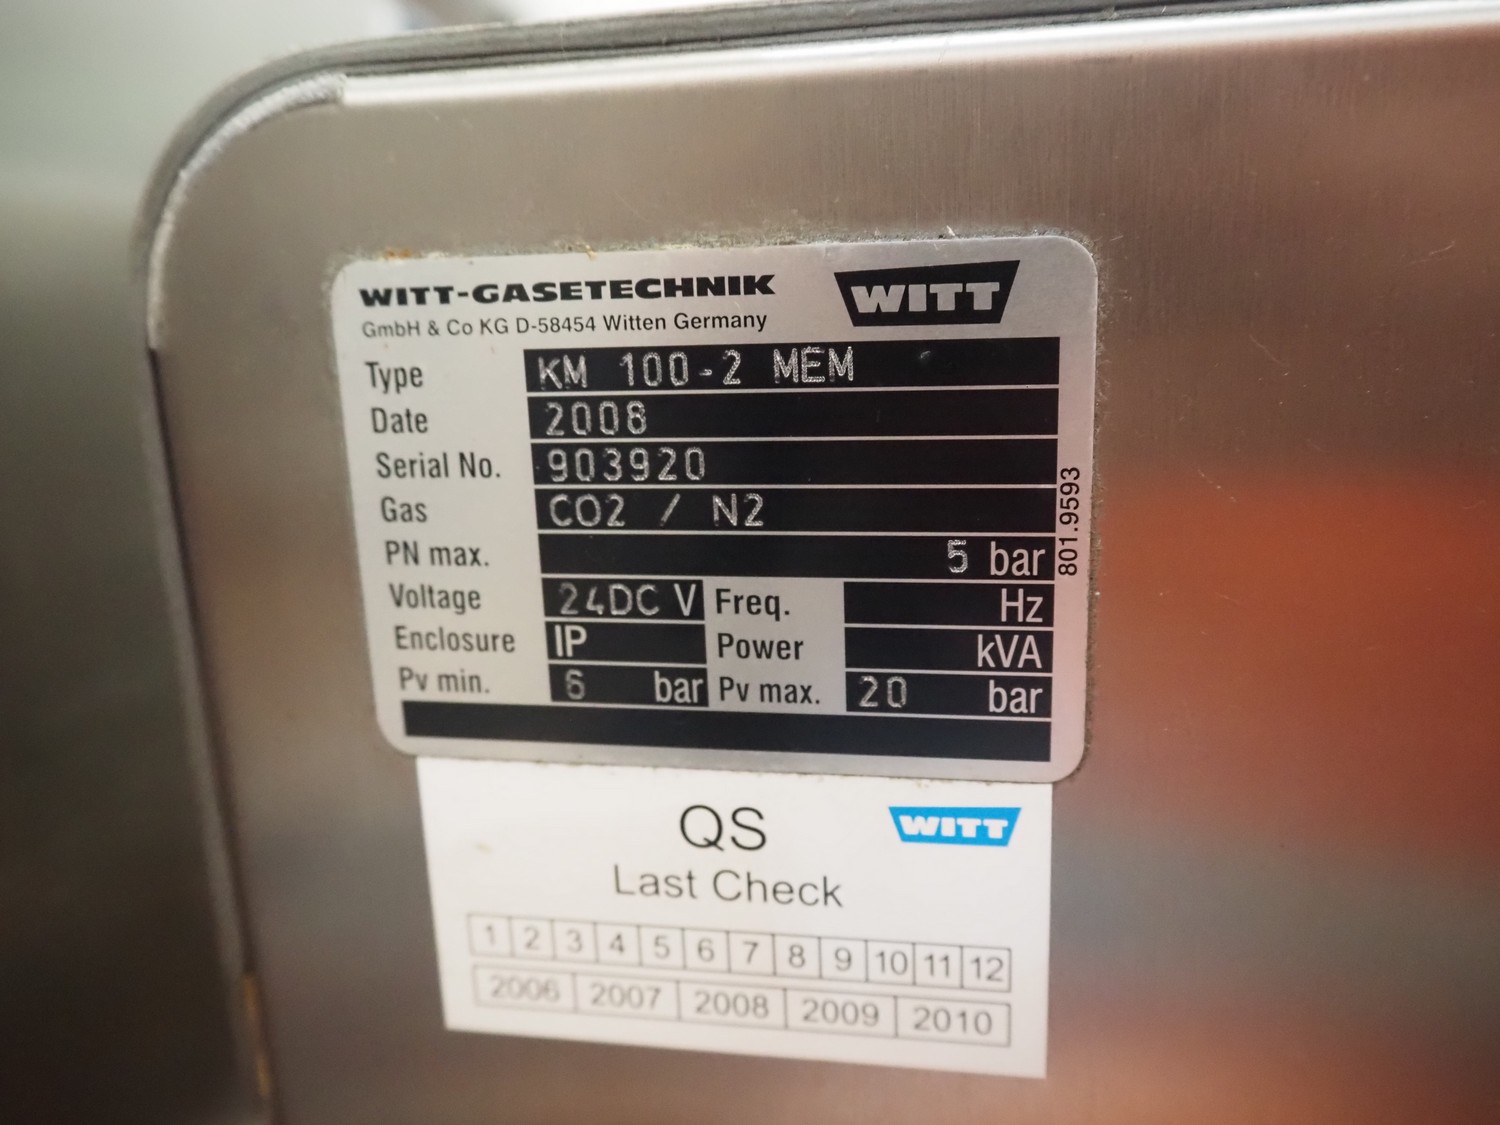 WITT-GASETECHNIK WITT
GmbH & Co KG D-58454 Witten Germany
Type KM 100-2 MEM
Date 2008
Serial No. 903920
Gas CO2 / N2
PN max. 5 bar
Voltage 24DC V Freq. Hz
Enclosure IP Power kVA
Pv min. 6 bar Pv max. 20 bar
801.9593
QS WITT
Last Check
1 2 3 4 5 6 7 8 9 10 11 12
2006 2007 2008 2009 2010